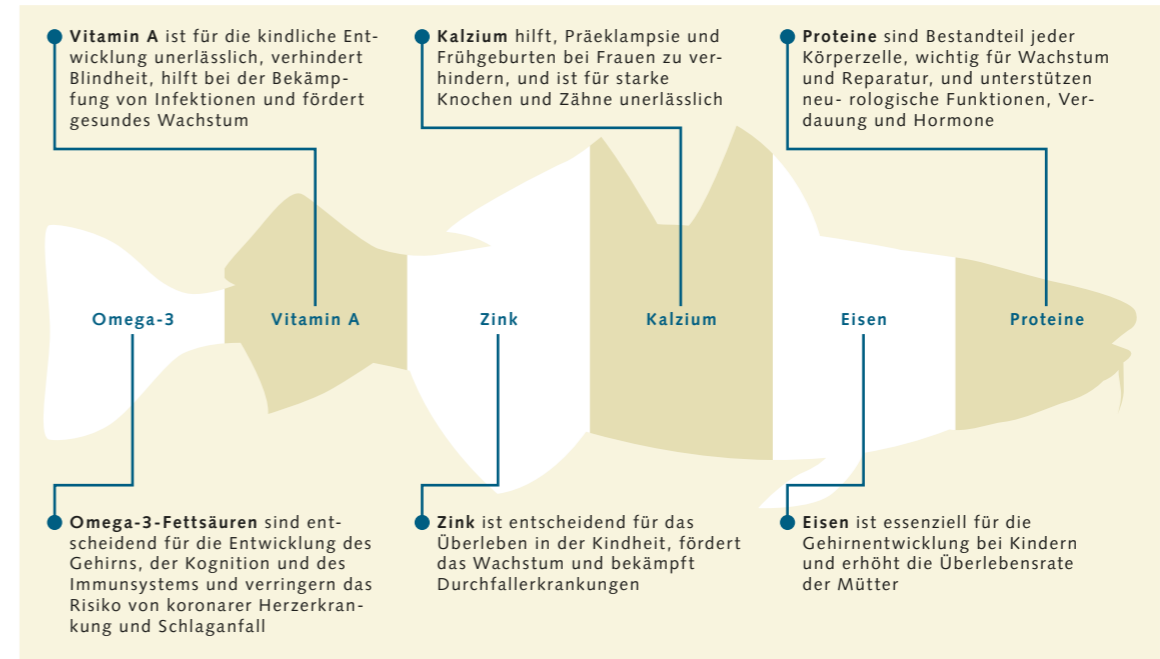 Vitamin A ist für die kindliche Ent-
wicklung unerlässlich, verhindert
Blindheit, hilft bei der Bekämp-
fung von Infektionen und fördert
gesundes Wachstum
Kalzium hilft, Präeklampsie und
Frühgeburten bei Frauen zu ver-
hindern, und ist für starke
Knochen und Zähne unerlässlich
Proteine sind Bestandteil jeder
Körperzelle, wichtig für Wachstum
und Reparatur, und unterstützen
neu- rologische Funktionen, Ver-
dauung und Hormone
Omega-3
Vitamin A
Zink
Kalzium
Eisen
Proteine
Omega-3-Fettsäuren sind ent-
scheidend für die Entwicklung des
Gehirns, der Kognition und des
Immunsystems und verringern das
Risiko von koronarer Herzerkran-
kung und Schlaganfall
Zink ist entscheidend für das
Überleben in der Kindheit, fördert
das Wachstum und bekämpft
Durchfallerkrankungen
Eisen ist essenziell für die
Gehirnentwicklung bei Kindern
und erhöht die Überlebensrate
der Mütter